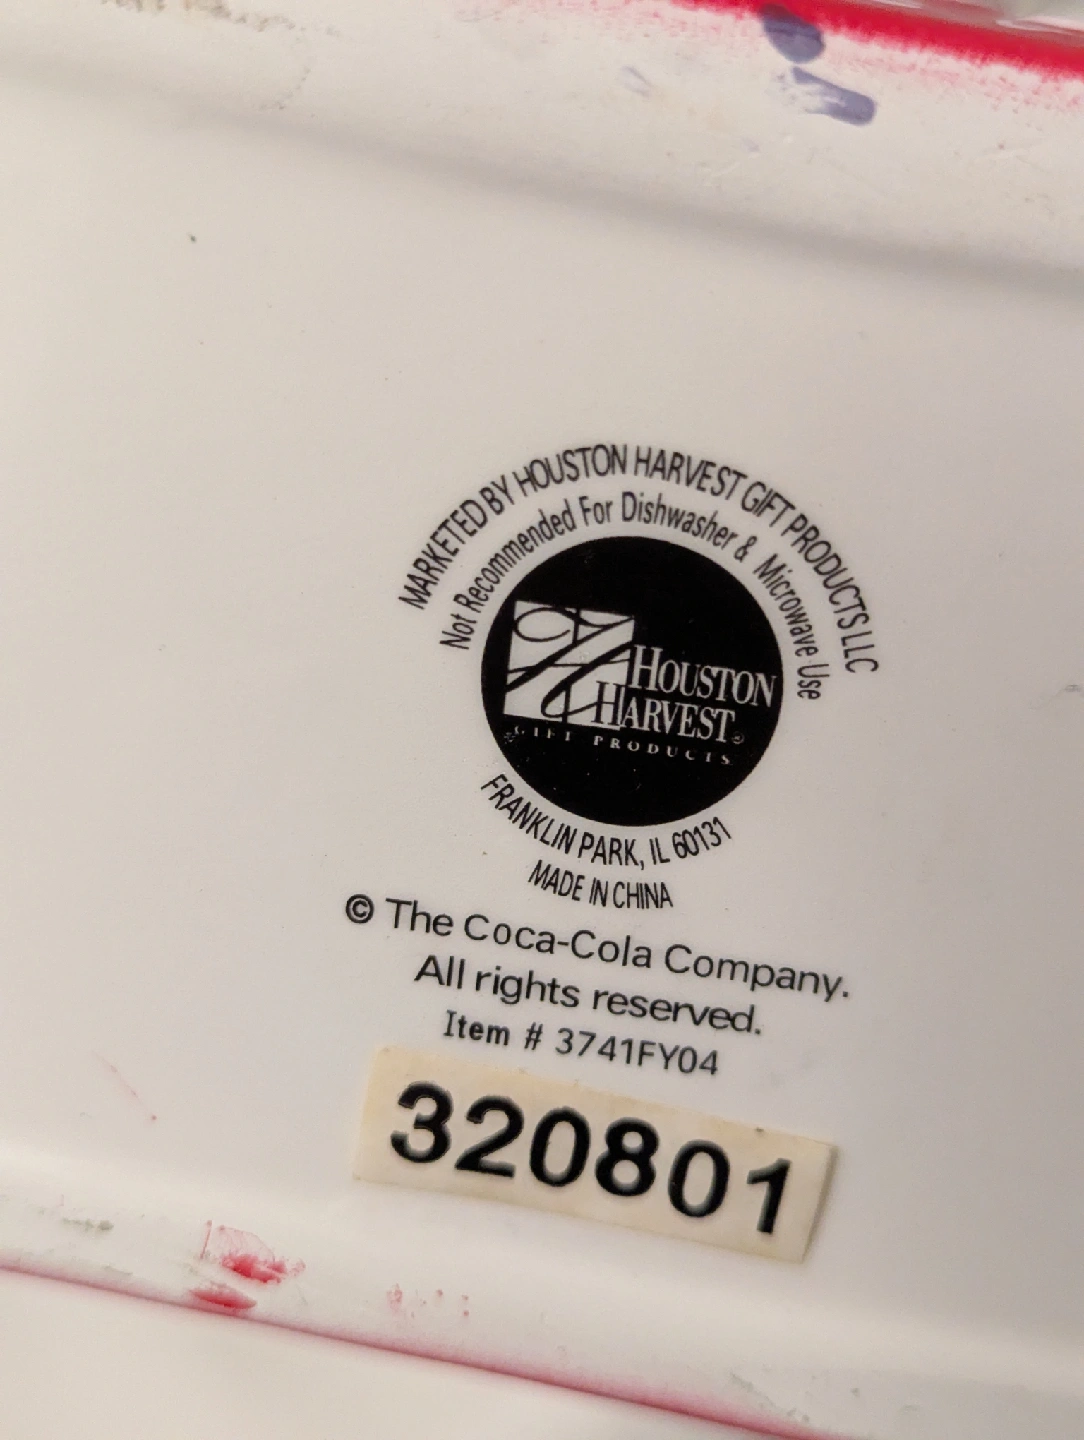 MARKETED BY HOUSTON HARVEST GIFT PRODUCTS LLC
Not Recommended For Dishwasher & Microwave Use
HOUSTON
HARVEST®
GIFT PRODUCTS
FRANKLIN PARK, IL 60131
MADE IN CHINA
© The Coca-Cola Company.
All rights reserved.
Item # 3741FY04
320801